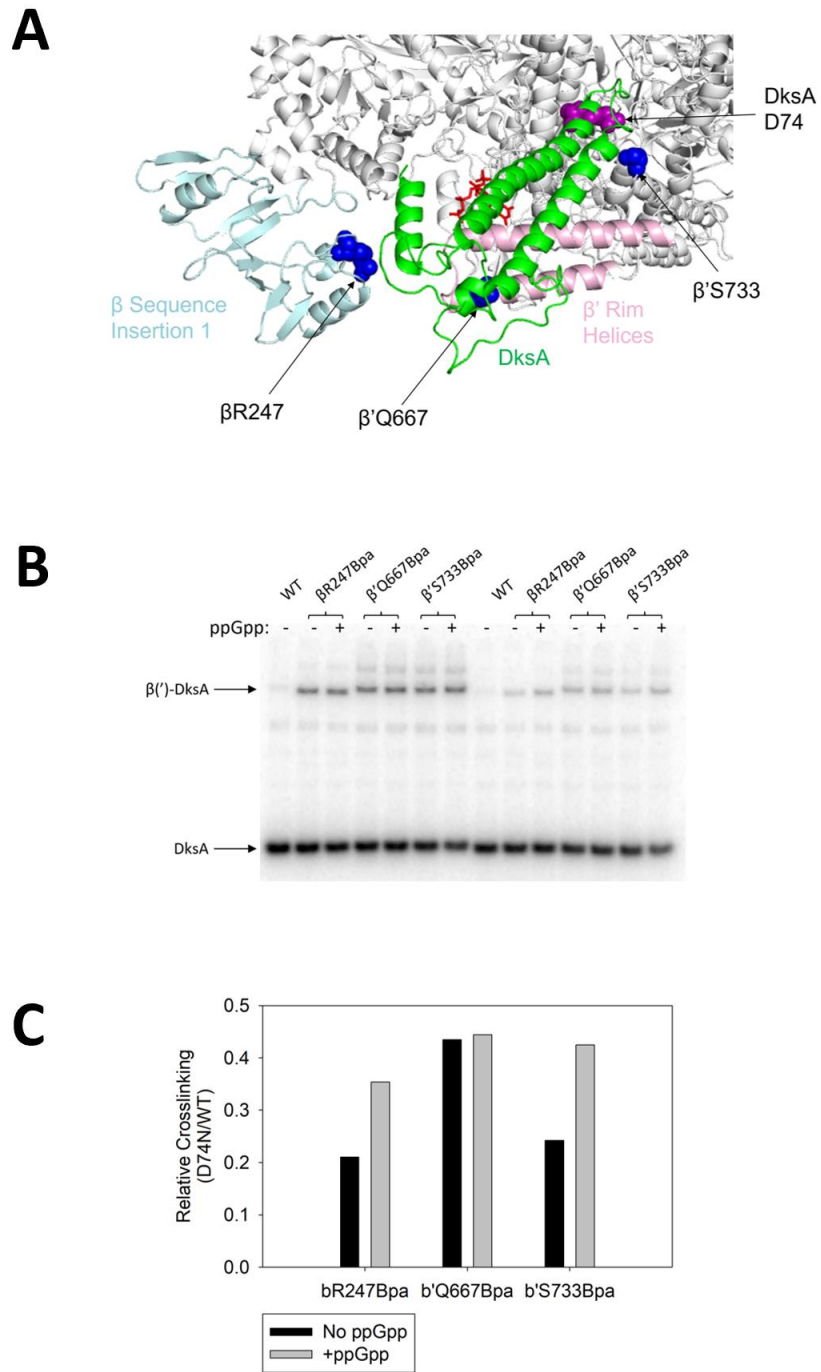 A
DksA
D74
β Sequence
Insertion 1
β'S733
β' Rim
Helices
DksA
βR247
β'Q667
B
WT
βR247Bpa
β'Q667Bpa
β'S733Bpa
WT
βR247Bpa
β'Q667Bpa
β'S733Bpa
ppGpp: - - + - + - + - - + - + - +
β(')-DksA
DksA
C
Relative Crosslinking
(D74N/WT)
0.5
0.4
0.3
0.2
0.1
0.0
bR247Bpa b'Q667Bpa b'S733Bpa
No ppGpp
+ppGpp